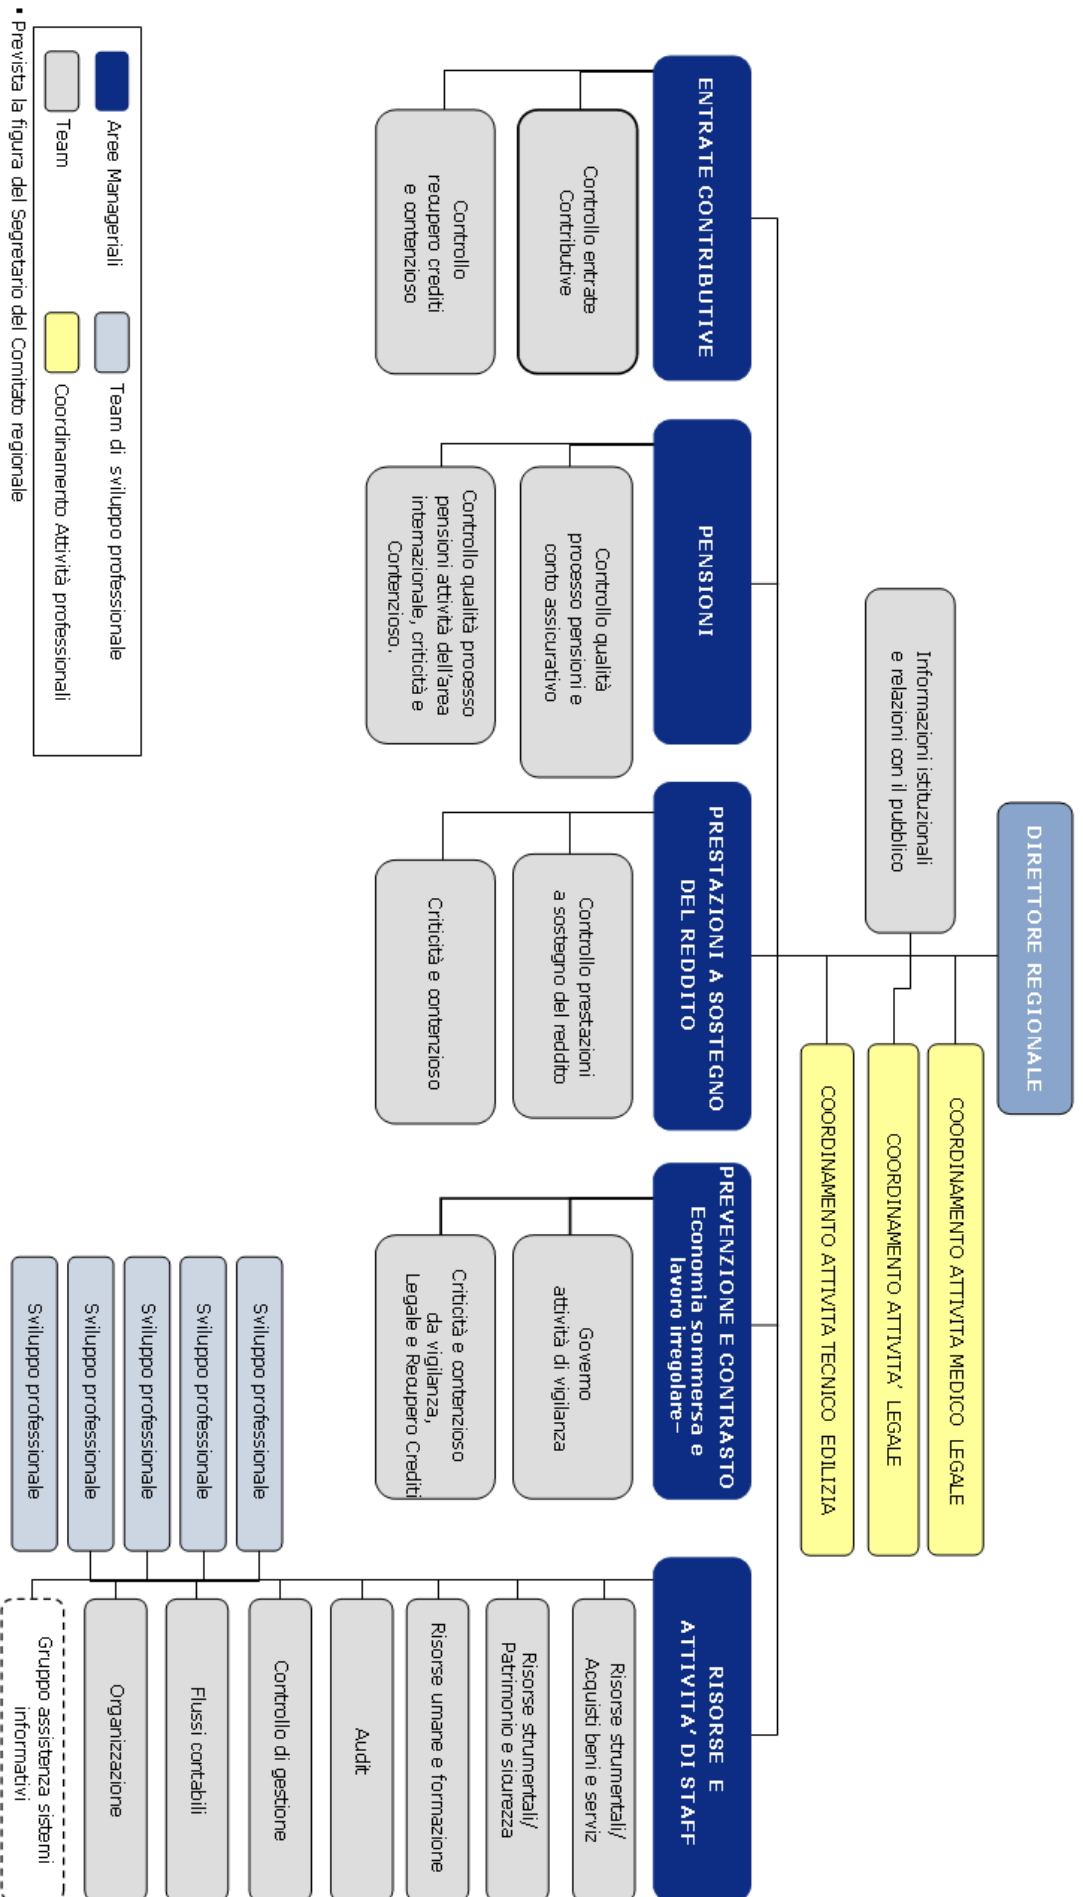 DIRETTORE REGIONALE
Informazioni istituzionali
e relazioni con il pubblico
COORDINAMENTO ATTIVITA MEDICO LEGALE
COORDINAMENTO ATTIVITA' LEGALE
COORDINAMENTO ATTIVITA TECNICO EDILIZIA
ENTRATE CONTRIBUTIVE
Controllo entrate
Contributive
Controllo
recupero crediti
e contenzioso
PENSIONI
Controllo qualità
processo pensioni e
conto assicurativo
Controllo qualità processo
pensioni attività dell'area
internazionale, criticità e
Contenzioso.
PRESTAZIONI A SOSTEGNO
DEL REDDITO
Controllo prestazioni
a sostegno del reddito
Criticità e contenzioso
PREVENZIONE E CONTRASTO
Economia sommersa e
lavoro irregolare–
Governo
attività di vigilanza
Criticità e contenzioso
da vigilanza,
Legale e Recupero Crediti
RISORSE E
ATTIVITA' DI STAFF
Risorse strumentali/
Acquisti beni e serviz
Risorse strumentali/
Patrimonio e sicurezza
Risorse umane e formazione
Audit
Controllo di gestione
Flussi contabili
Organizzazione
Gruppo assistenza sistemi
informativi
Sviluppo professionale
Sviluppo professionale
Sviluppo professionale
Sviluppo professionale
Sviluppo professionale
Aree Manageriali
Team di sviluppo professionale
Team
Coordinamento Attività professionali
▪ Prevista la figura del Segretario del Comitato regionale